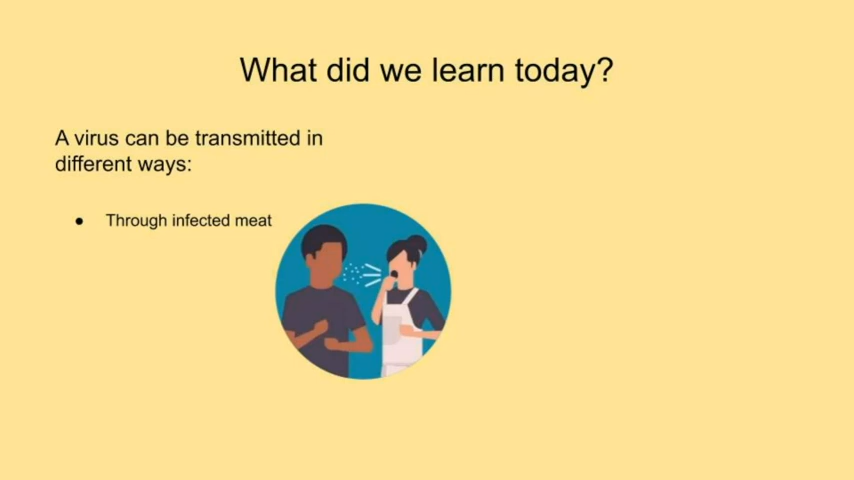 What did we learn today?
A virus can be transmitted in
different ways:
● Through infected meat